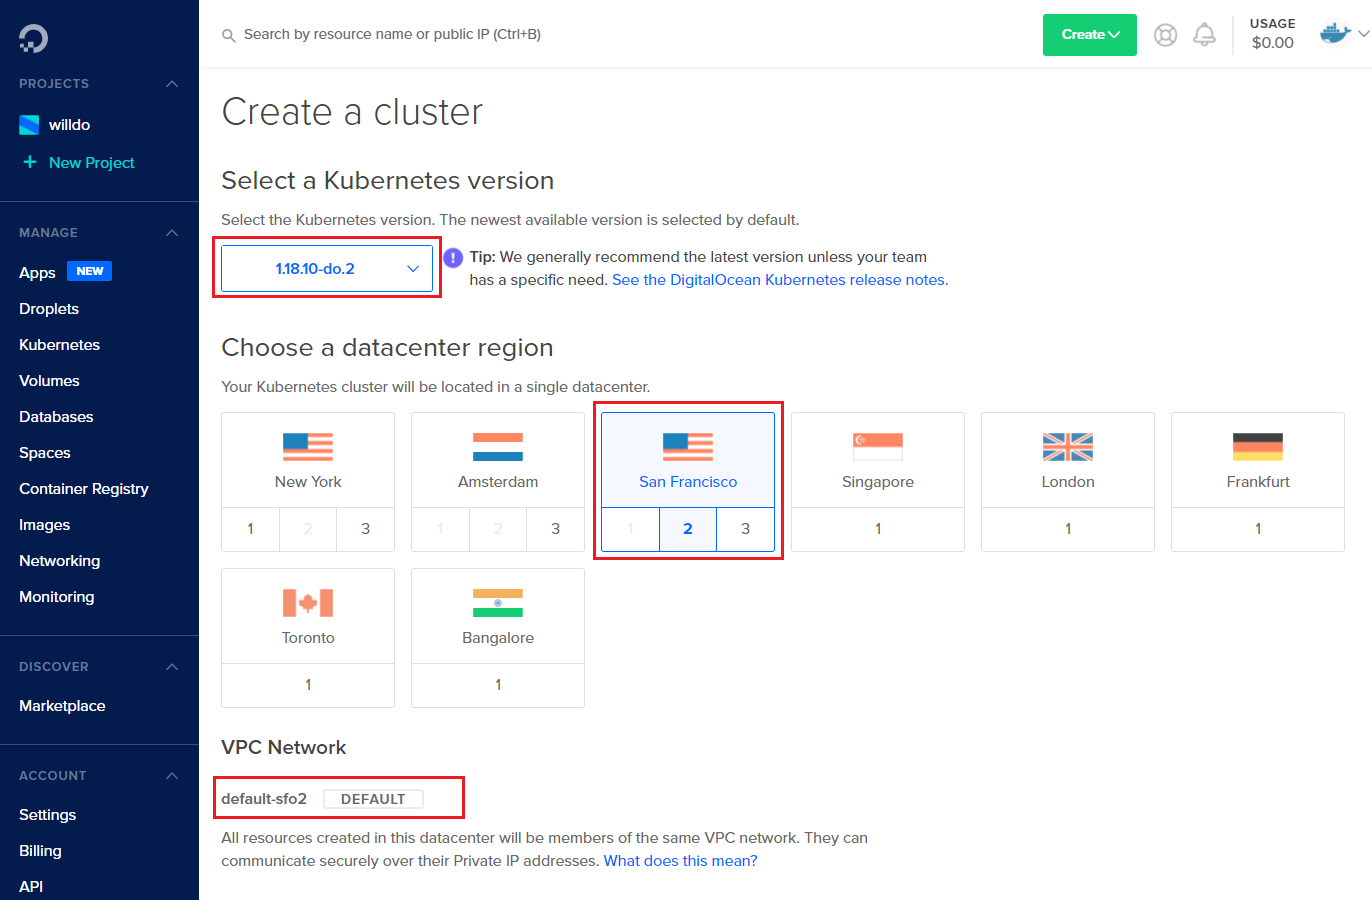 Search by resource name or public IP (Ctrl+B)
Create
USAGE
$0.00
PROJECTS
willdo
+ New Project
MANAGE
Apps NEW
Droplets
Kubernetes
Volumes
Databases
Spaces
Container Registry
Images
Networking
Monitoring
DISCOVER
Marketplace
ACCOUNT
Settings
Billing
API
Create a cluster
Select a Kubernetes version
Select the Kubernetes version. The newest available version is selected by default.
1.18.10-do.2
! Tip: We generally recommend the latest version unless your team
has a specific need. See the DigitalOcean Kubernetes release notes.
Choose a datacenter region
Your Kubernetes cluster will be located in a single datacenter.
New York
1 2 3
Amsterdam
1 2 3
San Francisco
1 2 3
Singapore
1
London
1
Frankfurt
1
Toronto
1
Bangalore
1
VPC Network
default-sfo2 DEFAULT
All resources created in this datacenter will be members of the same VPC network. They can
communicate securely over their Private IP addresses. What does this mean?